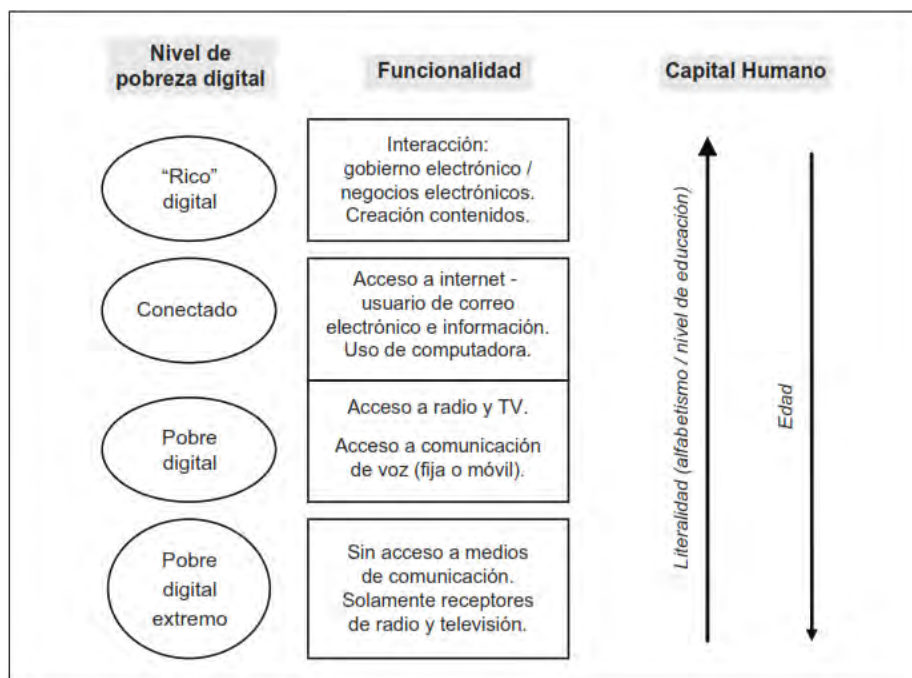 Nivel de
pobreza digital
Funcionalidad
Capital Humano
“Rico”
digital
Interacción:
gobierno electrónico /
negocios electrónicos.
Creación contenidos.
Conectado
Acceso a internet -
usuario de correo
electrónico e información.
Uso de computadora.
Pobre
digital
Acceso a radio y TV.
Acceso a comunicación
de voz (fija o móvil).
Pobre
digital
extremo
Sin acceso a medios
de comunicación.
Solamente receptores
de radio y televisión.
Literalidad (alfabetismo / nivel de educación)
Edad